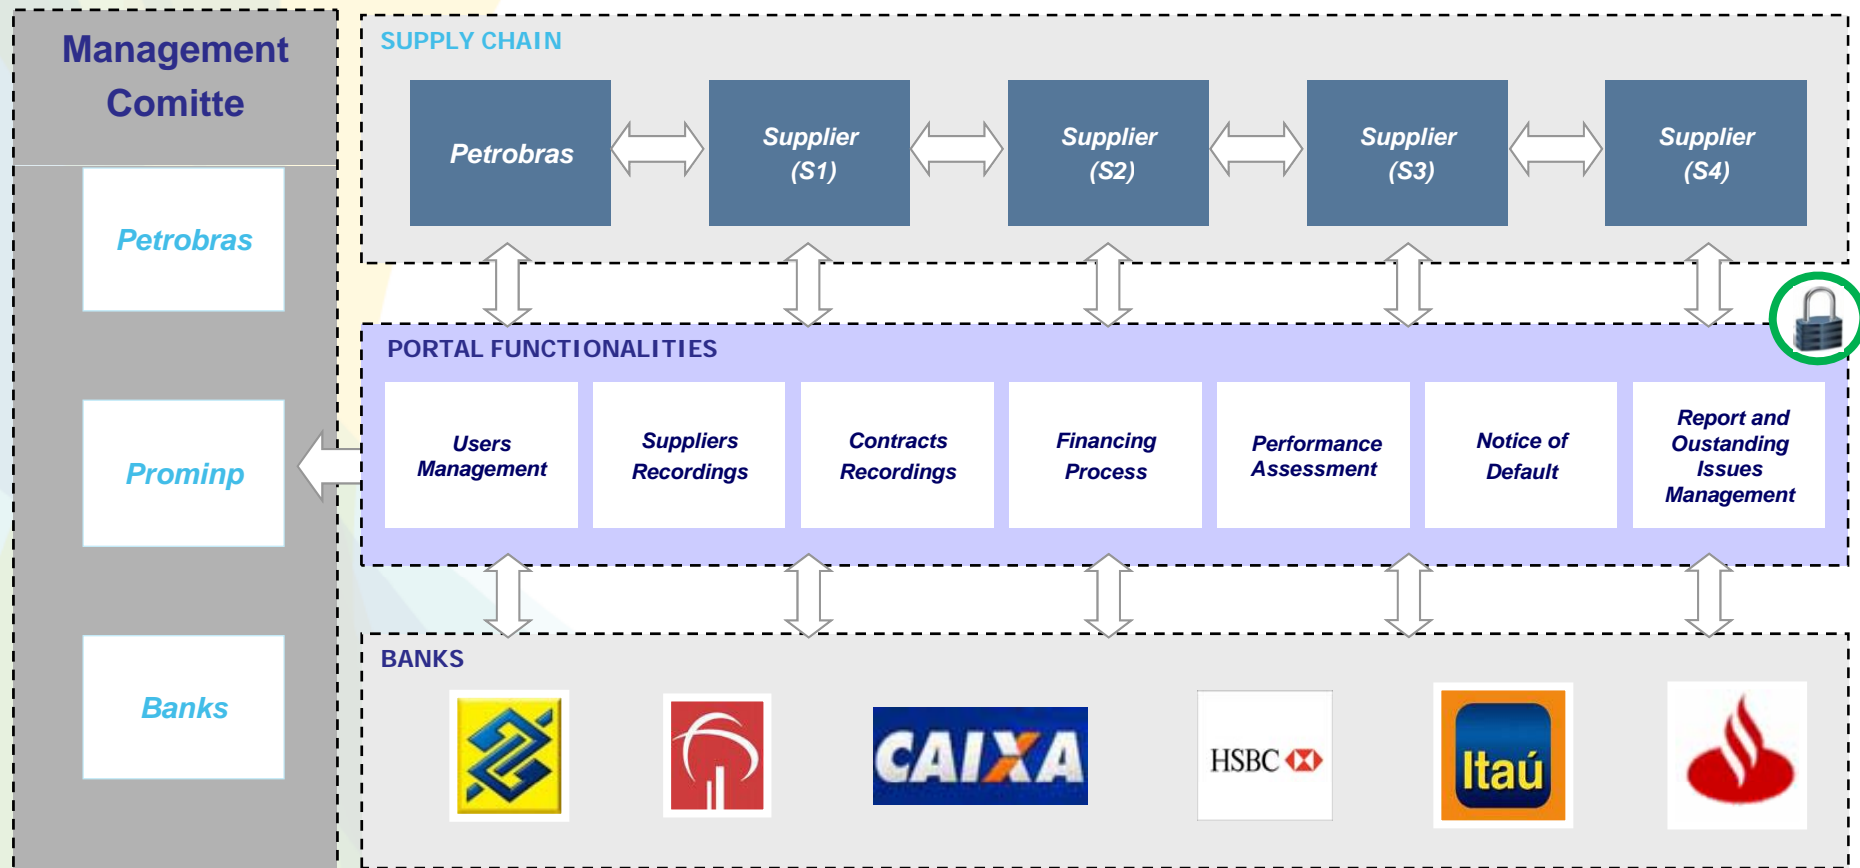 Management
Comitte
Petrobras
Prominp
Banks
SUPPLY CHAIN
Petrobras
Supplier
(S1)
Supplier
(S2)
Supplier
(S3)
Supplier
(S4)
PORTAL FUNCTIONALITIES
Users
Management
Suppliers
Recordings
Contracts
Recordings
Financing
Process
Performance
Assessment
Notice of
Default
Report and
Oustanding
Issues
Management
BANKS
CAIXA
HSBC
Itaú